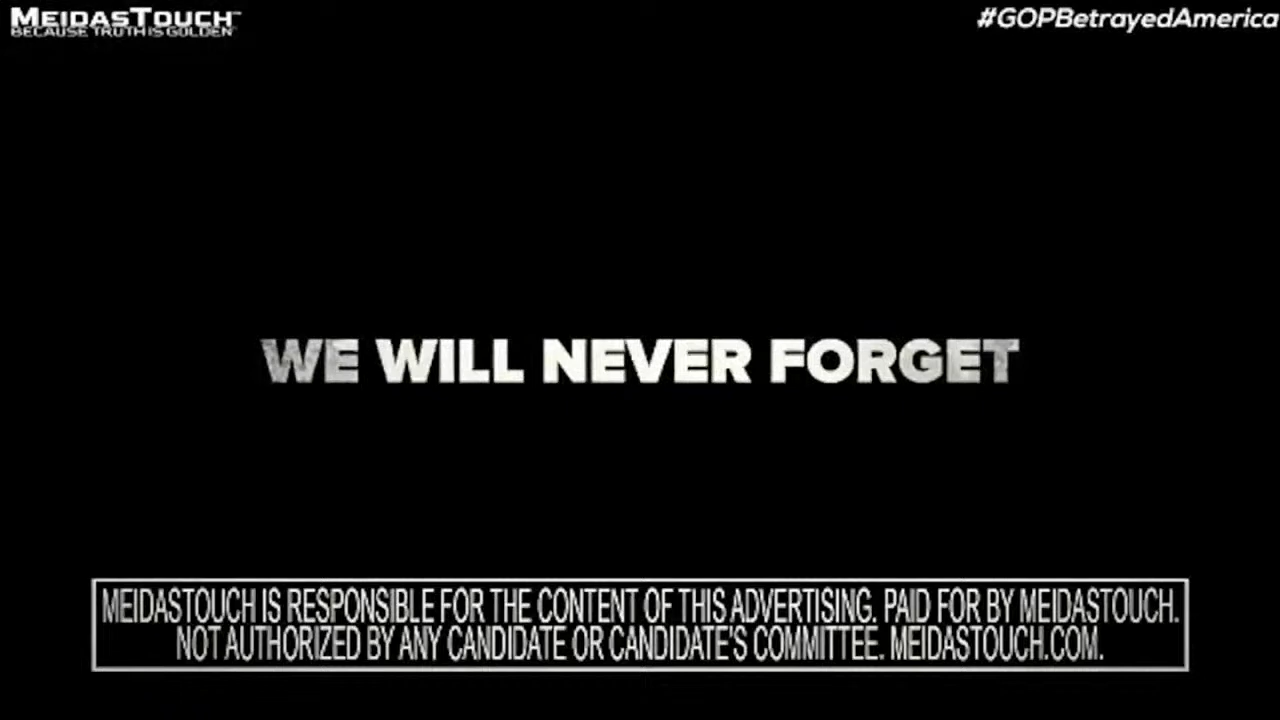 MEIDASTOUCH™
BECAUSE TRUTH IS GOLDEN
#GOPBetrayedAmerica
WE WILL NEVER FORGET
MEIDASTOUCH IS RESPONSIBLE FOR THE CONTENT OF THIS ADVERTISING. PAID FOR BY MEIDASTOUCH.
NOT AUTHORIZED BY ANY CANDIDATE OR CANDIDATE'S COMMITTEE. MEIDASTOUCH.COM.